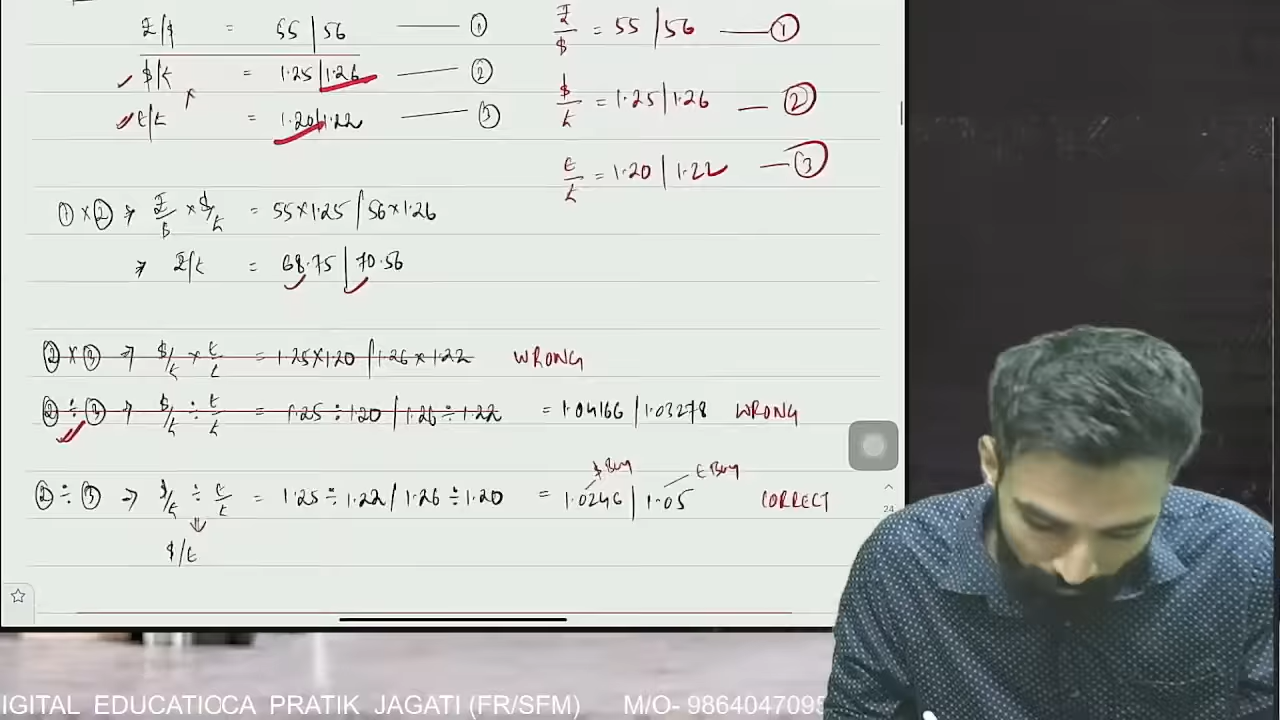 ₹/$ = 55 | 56 — ①
$/£ = 1.25 | 1.26 — ②
€/£ = 1.20 | 1.22 — ③
₹/$ = 55 | 56 — ①
$/£ = 1.25 | 1.26 — ②
€/£ = 1.20 | 1.22 — ③
① × ② ⇒ ₹/$ × $/£ = 55 × 1.25 | 56 × 1.26
⇒ ₹/£ = 68.75 | 70.56
② × ③ ⇒ $/£ × €/£ = 1.25 × 1.20 | 1.26 × 1.22 WRONG
② ÷ ③ ⇒ $/£ ÷ €/£ = 1.25 ÷ 1.20 | 1.26 ÷ 1.22 = 1.04166 | 1.03278 WRONG
$ Buy € Buy
② ÷ ③ ⇒ $/£ ÷ €/£ = 1.25 ÷ 1.22 | 1.26 ÷ 1.20 = 1.0246 | 1.05 CORRECT
$/€
24
IGITAL EDUCATIOCA PRATIK JAGATI (FR/SFM) M/O- 9864047095